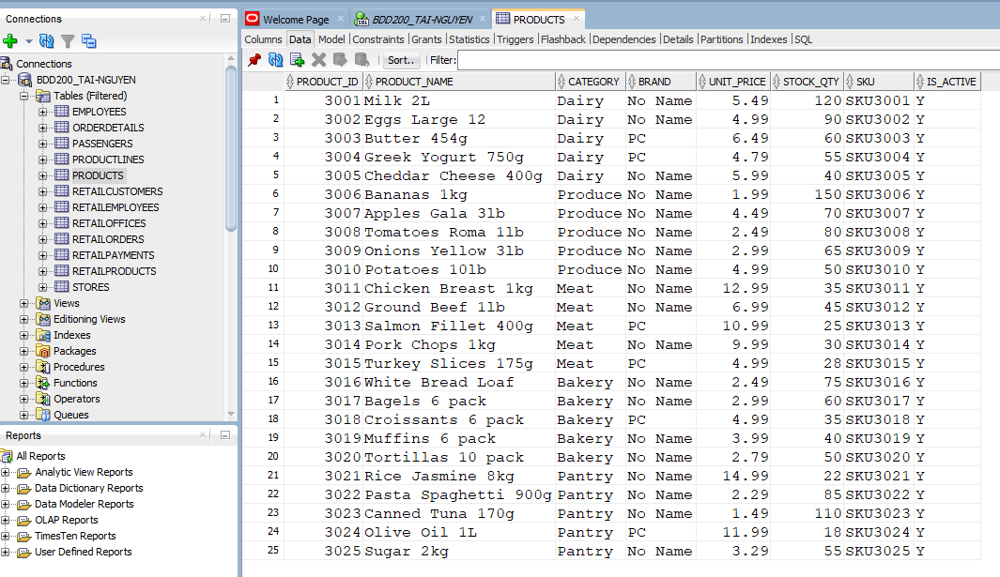 Connections
Connections
BDD200_TAI-NGUYEN
Tables (Filtered)
EMPLOYEES
ORDERDETAILS
PASSENGERS
PRODUCTLINES
PRODUCTS
RETAILCUSTOMERS
RETAILEMPLOYEES
RETAILOFFICES
RETAILORDERS
RETAILPAYMENTS
RETAILPRODUCTS
STORES
Views
Editioning Views
Indexes
Packages
Procedures
Functions
Operators
Queues
Reports
All Reports
Analytic View Reports
Data Dictionary Reports
Data Modeler Reports
OLAP Reports
TimesTen Reports
User Defined Reports
Welcome Page BDD200_TAI-NGUYEN PRODUCTS
Columns Data Model Constraints Grants Statistics Triggers Flashback Dependencies Details Partitions Indexes SQL
Sort.. Filter:
PRODUCT_ID PRODUCT_NAME CATEGORY BRAND UNIT_PRICE STOCK_QTY SKU IS_ACTIVE
1 3001 Milk 2L Dairy No Name 5.49 120 SKU3001 Y
2 3002 Eggs Large 12 Dairy No Name 4.99 90 SKU3002 Y
3 3003 Butter 454g Dairy PC 6.49 60 SKU3003 Y
4 3004 Greek Yogurt 750g Dairy PC 4.79 55 SKU3004 Y
5 3005 Cheddar Cheese 400g Dairy No Name 5.99 40 SKU3005 Y
6 3006 Bananas 1kg Produce No Name 1.99 150 SKU3006 Y
7 3007 Apples Gala 3lb Produce No Name 4.49 70 SKU3007 Y
8 3008 Tomatoes Roma 1lb Produce No Name 2.49 80 SKU3008 Y
9 3009 Onions Yellow 3lb Produce No Name 2.99 65 SKU3009 Y
10 3010 Potatoes 10lb Produce No Name 4.99 50 SKU3010 Y
11 3011 Chicken Breast 1kg Meat No Name 12.99 35 SKU3011 Y
12 3012 Ground Beef 1lb Meat No Name 6.99 45 SKU3012 Y
13 3013 Salmon Fillet 400g Meat PC 10.99 25 SKU3013 Y
14 3014 Pork Chops 1kg Meat No Name 9.99 30 SKU3014 Y
15 3015 Turkey Slices 175g Meat PC 4.99 28 SKU3015 Y
16 3016 White Bread Loaf Bakery No Name 2.49 75 SKU3016 Y
17 3017 Bagels 6 pack Bakery No Name 2.99 60 SKU3017 Y
18 3018 Croissants 6 pack Bakery PC 4.99 35 SKU3018 Y
19 3019 Muffins 6 pack Bakery No Name 3.99 40 SKU3019 Y
20 3020 Tortillas 10 pack Bakery No Name 2.79 50 SKU3020 Y
21 3021 Rice Jasmine 8kg Pantry No Name 14.99 22 SKU3021 Y
22 3022 Pasta Spaghetti 900g Pantry No Name 2.29 85 SKU3022 Y
23 3023 Canned Tuna 170g Pantry No Name 1.49 110 SKU3023 Y
24 3024 Olive Oil 1L Pantry PC 11.99 18 SKU3024 Y
25 3025 Sugar 2kg Pantry No Name 3.29 55 SKU3025 Y